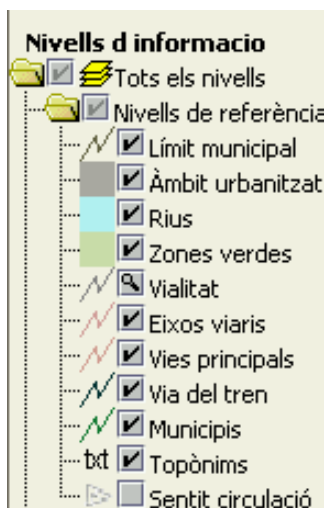 Nivells d informacio
Tots els nivells
Nivells de referència
Límit municipal
Àmbit urbanitzat
Rius
Zones verdes
Vialitat
Eixos viaris
Vies principals
Via del tren
Municipis
txt Topònims
Sentit circulació